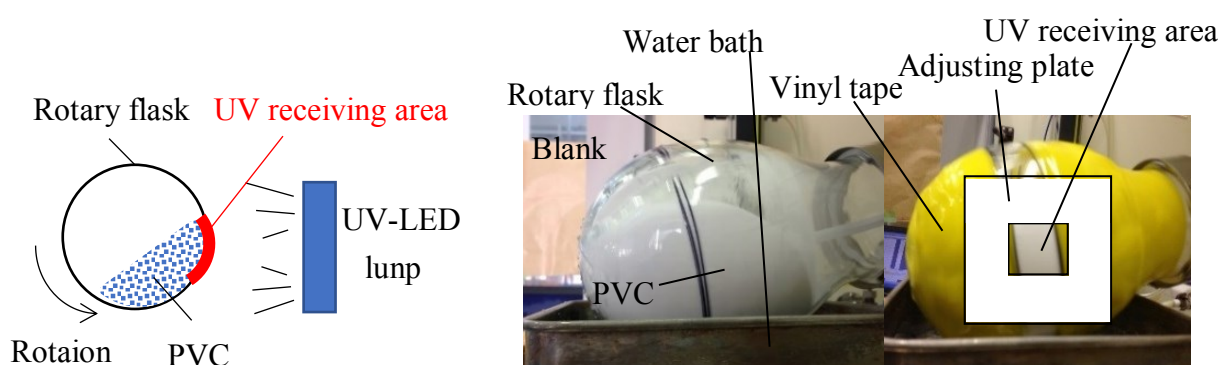 Rotary flask
UV receiving area
UV-LED
lunp
Rotaion
PVC
Water bath
Rotary flask
Blank
PVC
Vinyl tape
UV receiving area
Adjusting plate